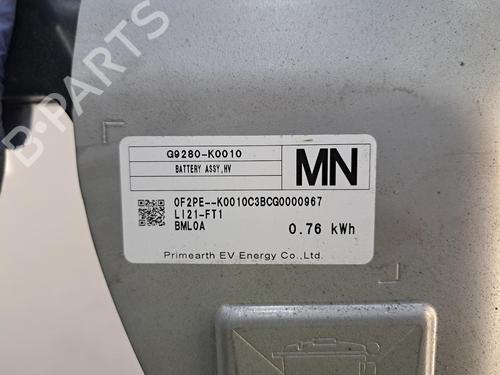 G9280-K0010
BATTERY ASSY,HV
MN
0F2PE--K0010C3BCG0000967
LI21-FT1
BML0A
0.76 kWh
Primearth EV Energy Co.,Ltd.
B-PARTS